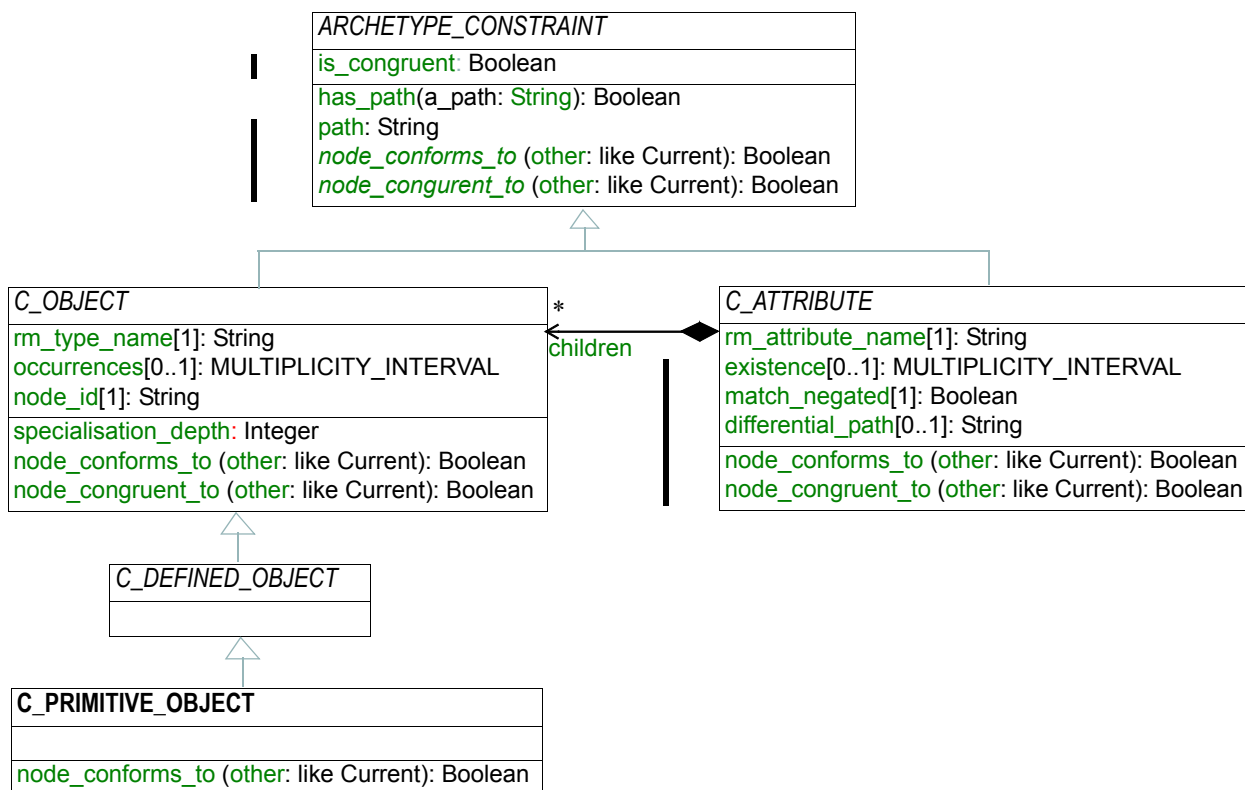 ARCHETYPE_CONSTRAINT
is_congruent: Boolean
has_path(a_path: String): Boolean
path: String
node_conforms_to (other: like Current): Boolean
node_congurent_to (other: like Current): Boolean
C_OBJECT
rm_type_name[1]: String
occurrences[0..1]: MULTIPLICITY_INTERVAL
node_id[1]: String
specialisation_depth: Integer
node_conforms_to (other: like Current): Boolean
node_congruent_to (other: like Current): Boolean
*
children
C_ATTRIBUTE
rm_attribute_name[1]: String
existence[0..1]: MULTIPLICITY_INTERVAL
match_negated[1]: Boolean
differential_path[0..1]: String
node_conforms_to (other: like Current): Boolean
node_congruent_to (other: like Current): Boolean
C_DEFINED_OBJECT
C_PRIMITIVE_OBJECT
node_conforms_to (other: like Current): Boolean